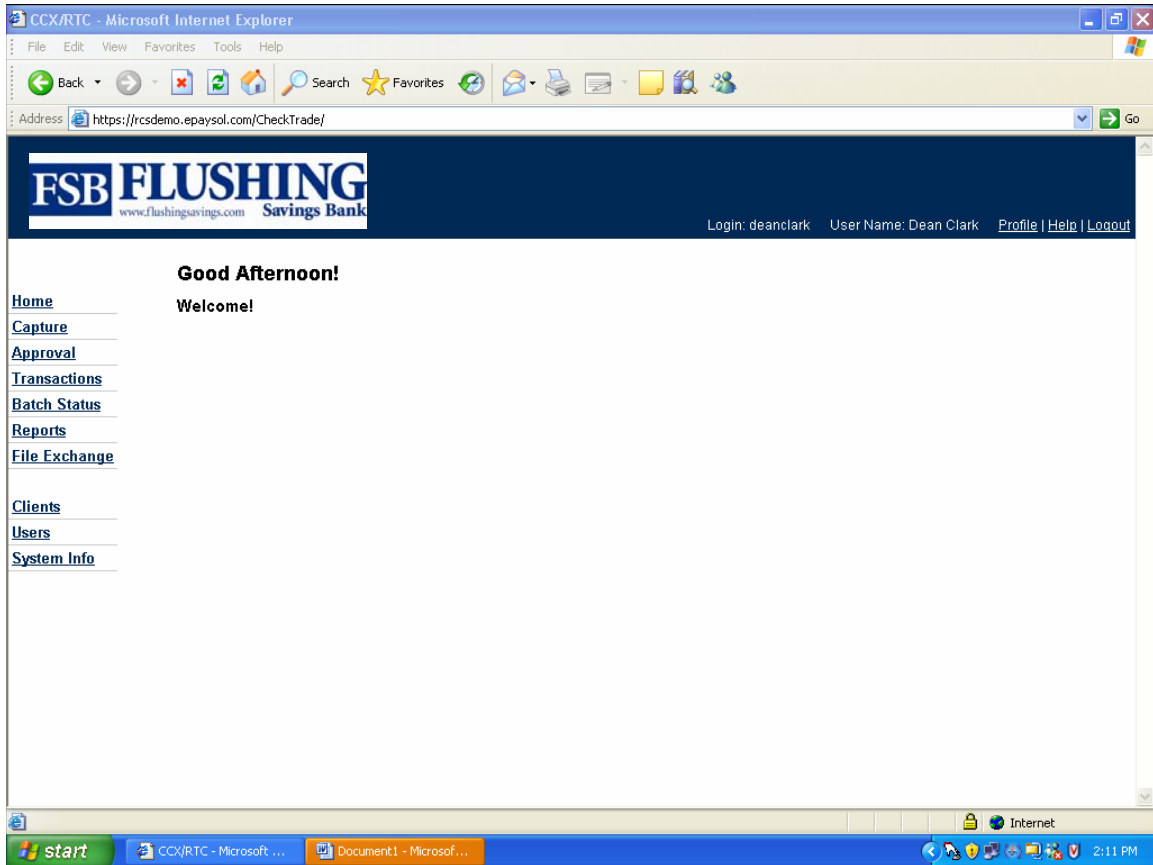 CCX/RTC - Microsoft Internet Explorer
File Edit View Favorites Tools Help
Back Search Favorites
Address https://rcsdemo.epaysol.com/CheckTrade/ Go
FSB FLUSHING
www.flushingsavings.com Savings Bank
Login: deanclark User Name: Dean Clark Profile | Help | Logout
Good Afternoon!
Welcome!
Home
Capture
Approval
Transactions
Batch Status
Reports
File Exchange
Clients
Users
System Info
Internet
start CCX/RTC - Microsoft ... Document1 - Microsof... 2:11 PM